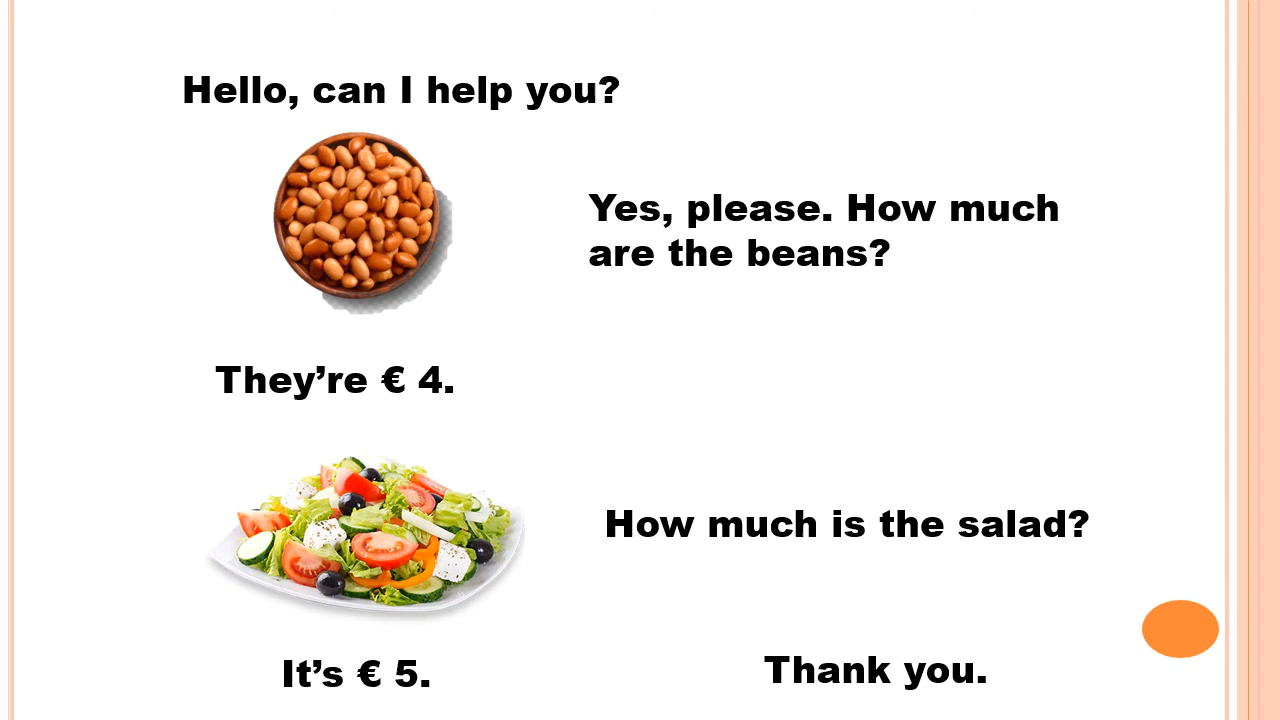 Hello, can I help you?
Yes, please. How much
are the beans?
They’re € 4.
How much is the salad?
It’s € 5.
Thank you.